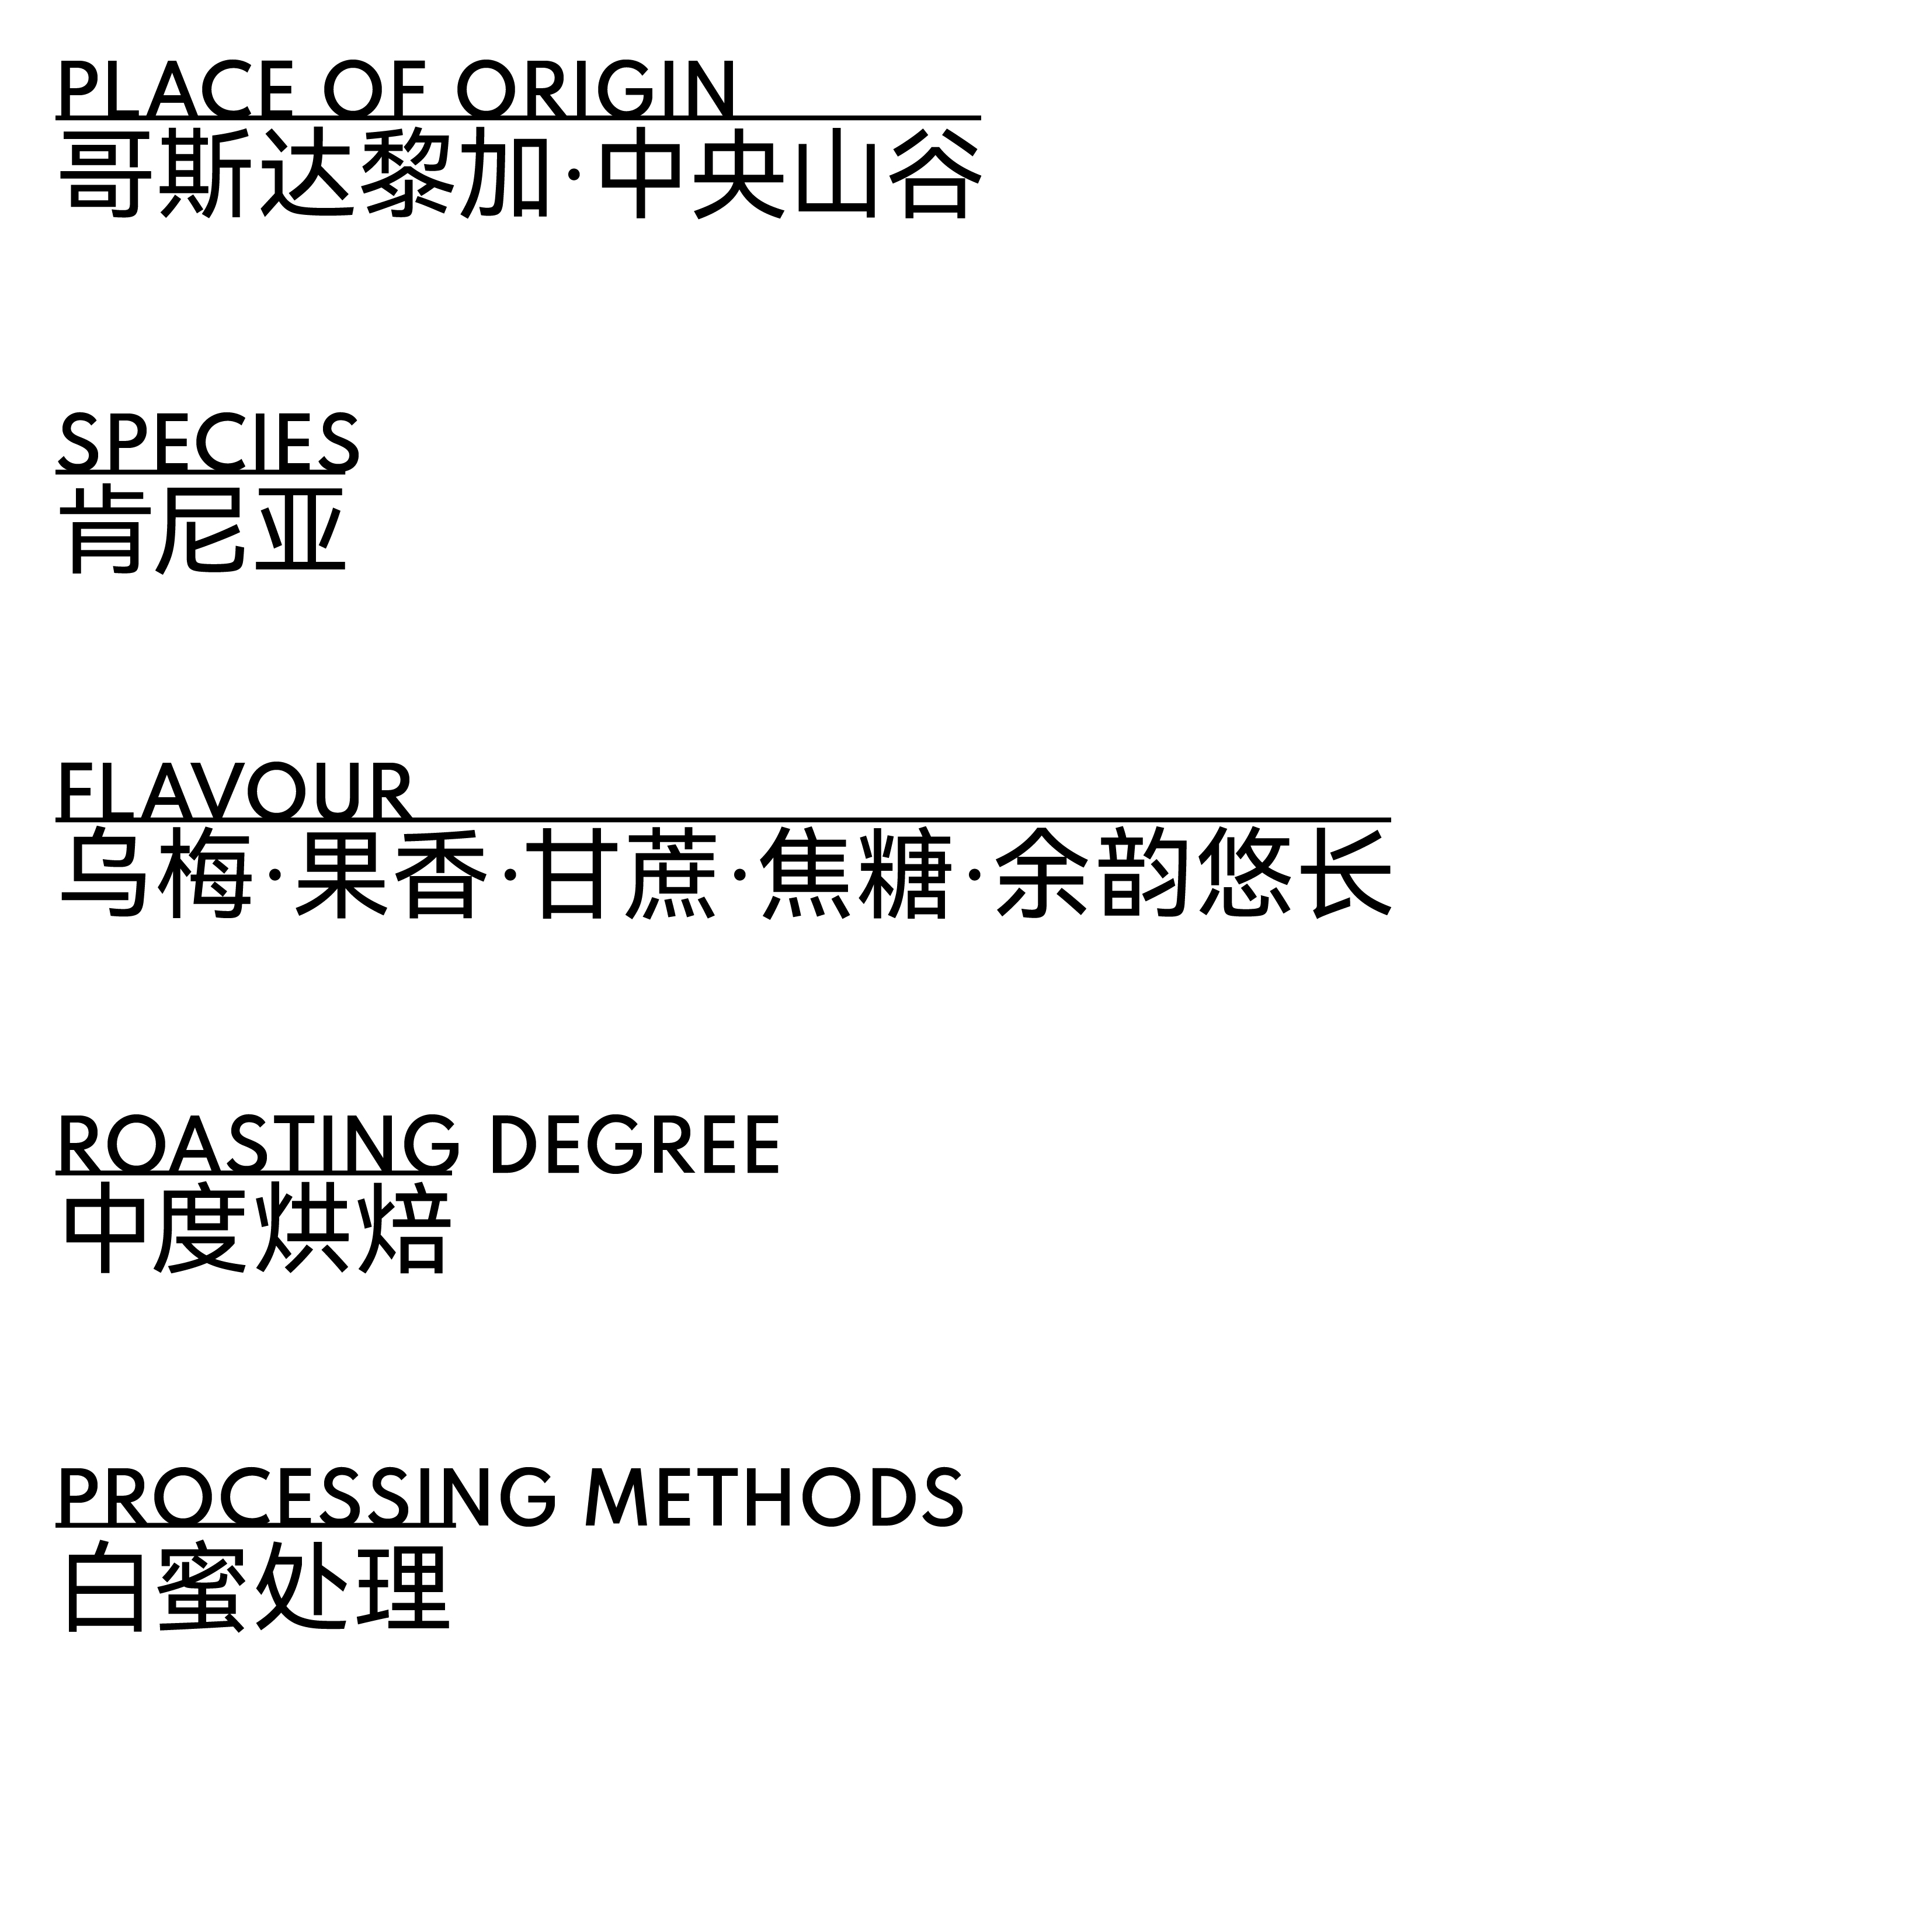 PLACE OF ORIGIN
哥斯达黎加·中央山谷
SPECIES
肯尼亚
FLAVOUR
乌梅·果香·甘蔗·焦糖·余韵悠长
ROASTING DEGREE
中度烘焙
PROCESSING METHODS
白蜜处理